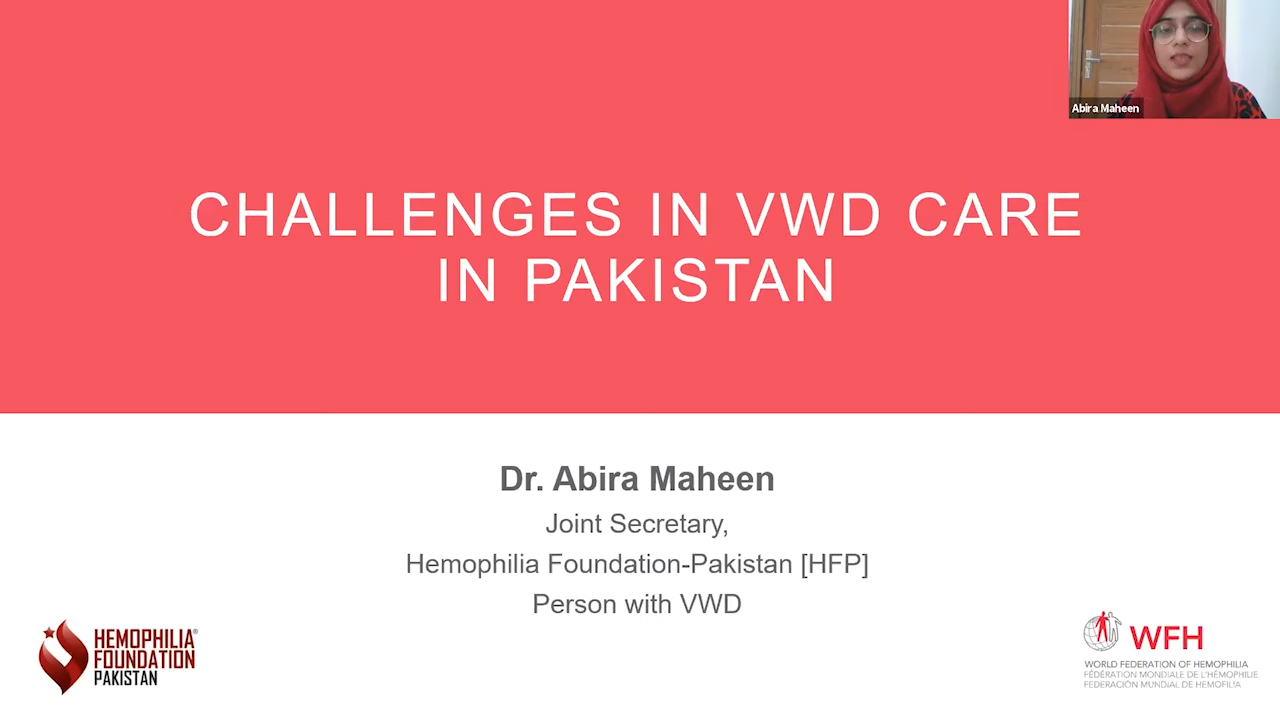 Abira Maheen
CHALLENGES IN VWD CARE
IN PAKISTAN
Dr. Abira Maheen
Joint Secretary,
Hemophilia Foundation-Pakistan [HFP]
Person with VWD
HEMOPHILIA®
FOUNDATION
PAKISTAN
WFH
WORLD FEDERATION OF HEMOPHILIA
FÉDÉRATION MONDIALE DE L'HÉMOPHILIE
FEDERACIÓN MUNDIAL DE HEMOFILIA